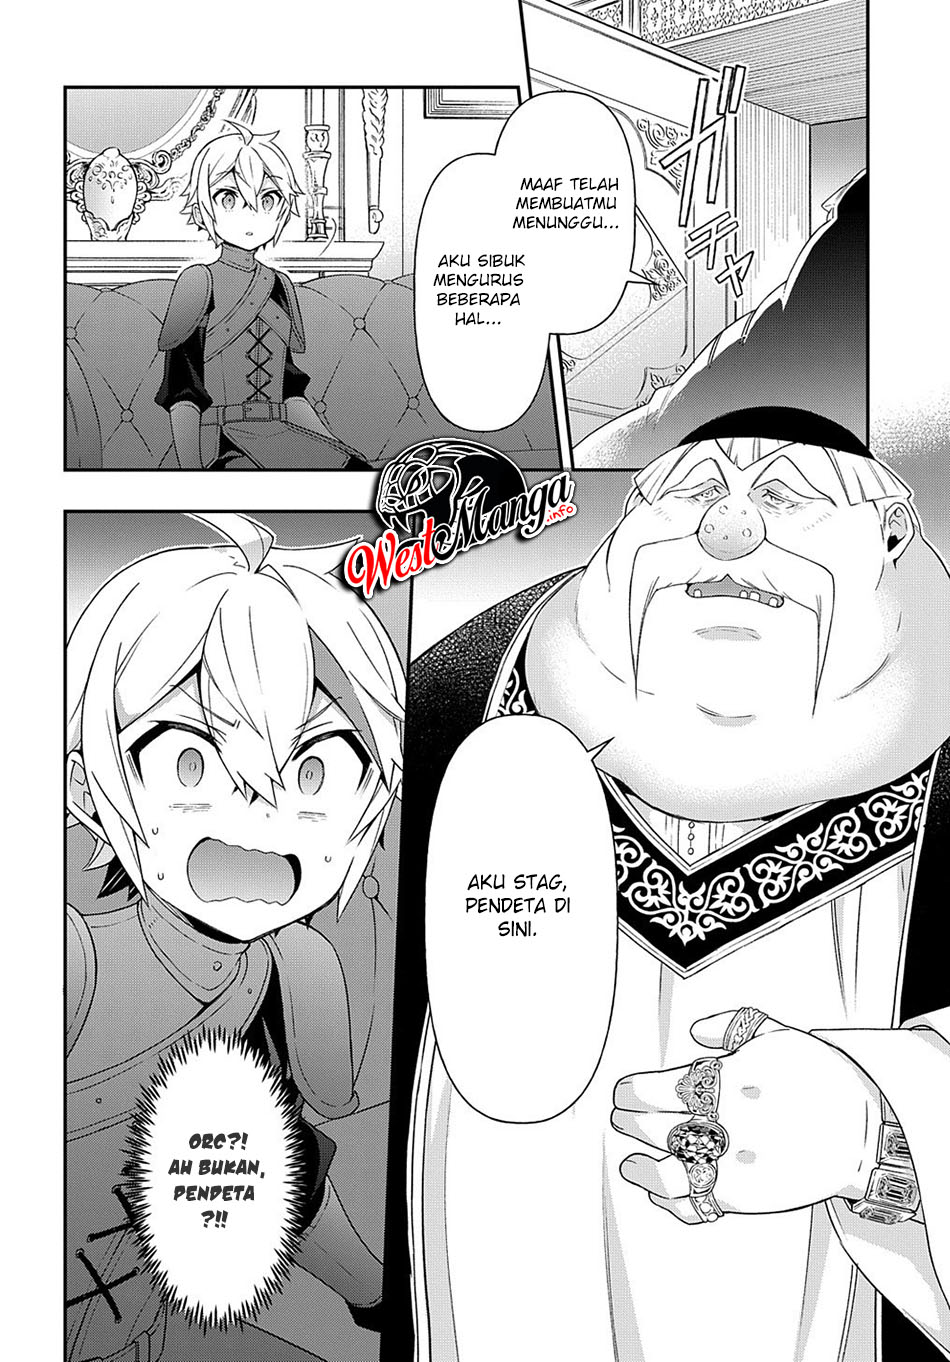 ガチャ
MAAF TELAH
MEMBUATMU
MENUNGGU...
AKU SIBUK
MENGURUS
BEBERAPA
HAL...
WestManga
.info
AKU STAG,
PENDETA DI
SINI.
ORC?!
AH BUKAN,
PENDETA
?!!